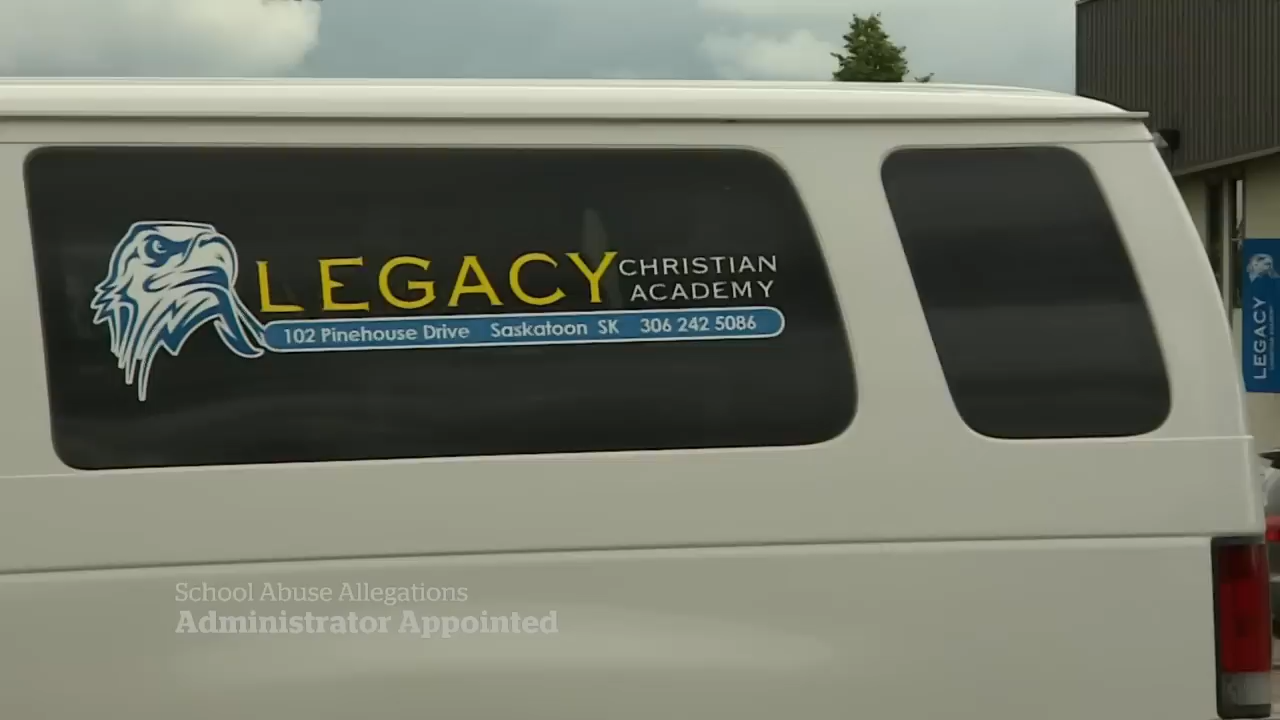 LEGACY
CHRISTIAN
ACADEMY
102 Pinehouse Drive Saskatoon SK 306 242 5086
LEGACY
School Abuse Allegations
Administrator Appointed